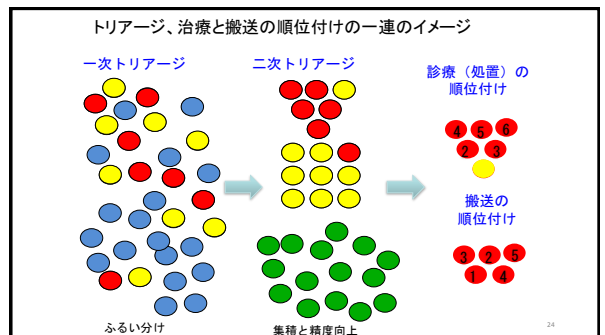 トリアージ、治療と搬送の順位付けの一連のイメージ
一次トリアージ
二次トリアージ
診療（処置）の
順位付け
4 5 6
2 3
搬送の
順位付け
3 2 5
1 4
ふるい分け
集積と精度向上
24